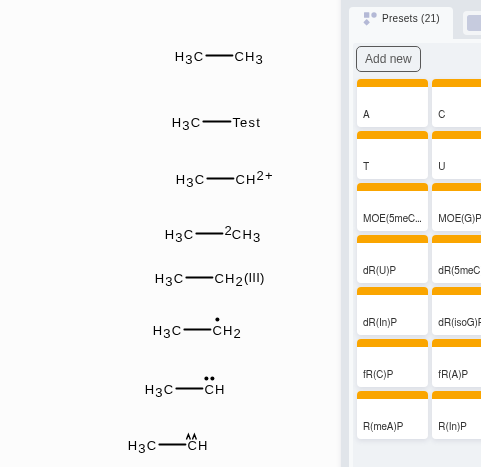 Presets (21)
Add new
H3C CH3
H3C Test
H3C CH2+
H3C 2CH3
H3C CH2(III)
H3C CH2
H3C CH
H3C CH
A C
T U
MOE(5meC... MOE(G)P
dR(U)P dR(5meC
dR(In)P dR(isoG)P
fR(C)P fR(A)P
R(meA)P R(In)P